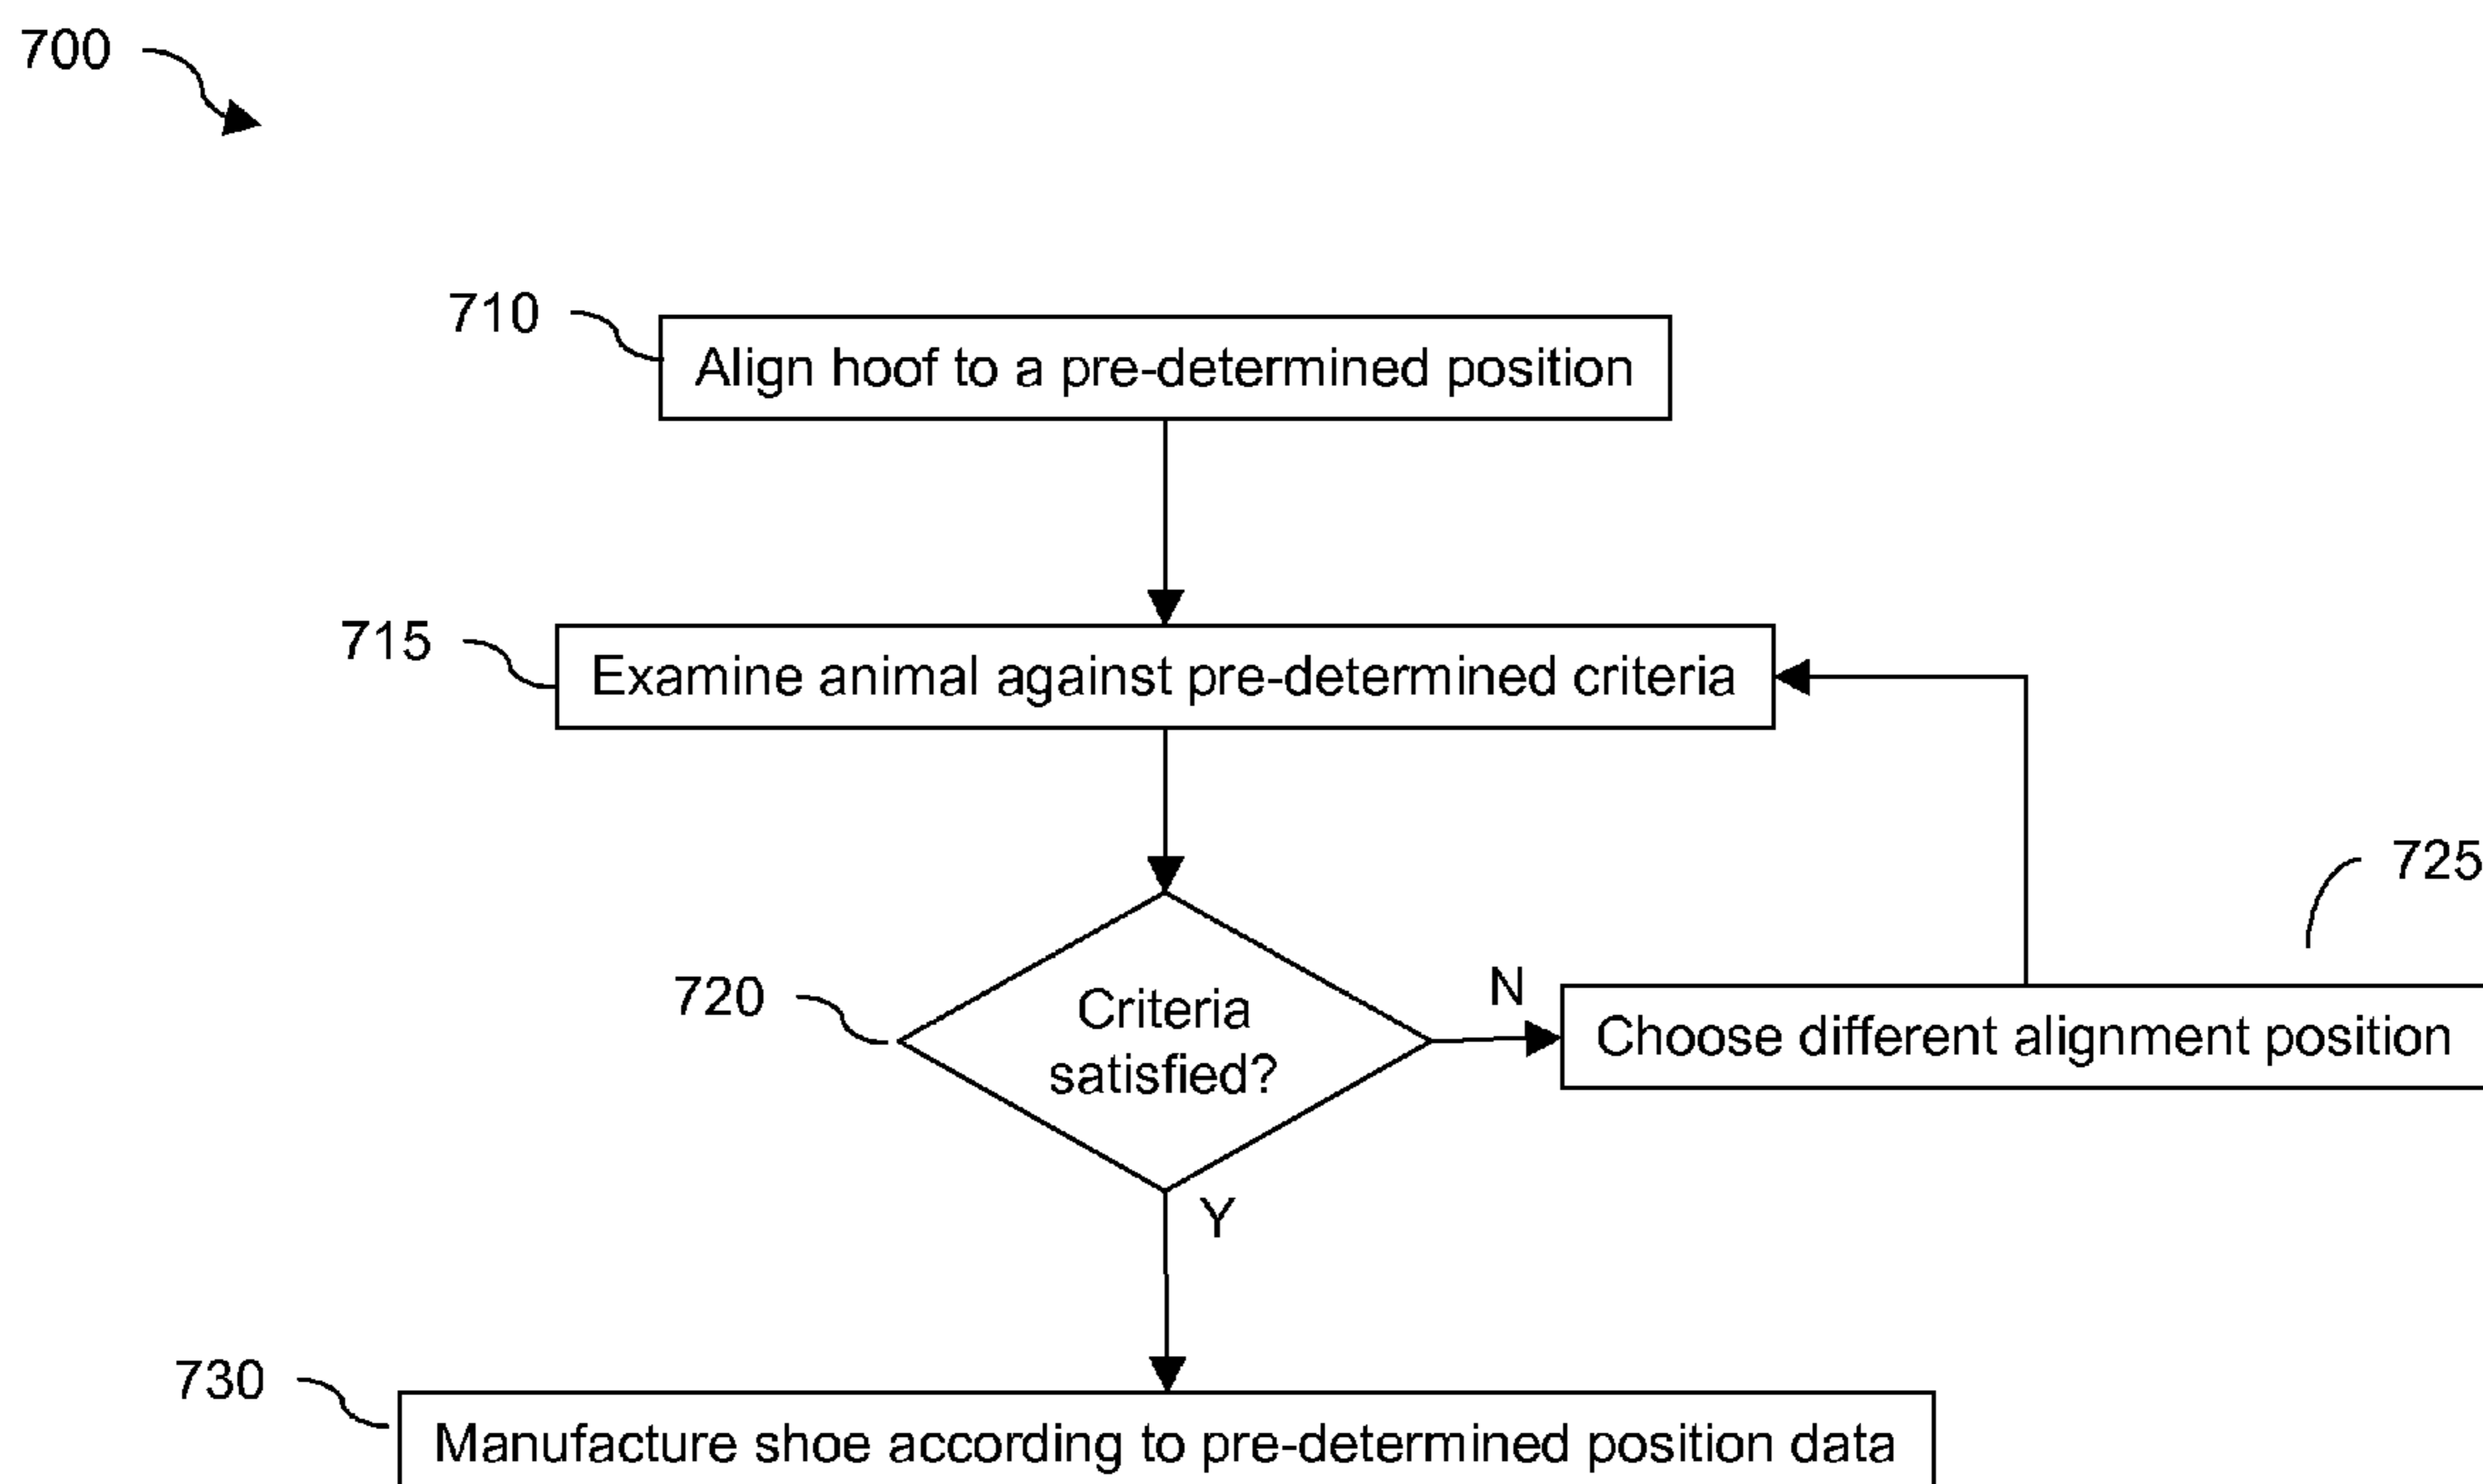 700
710
Align hoof to a pre-determined position
715
Examine animal against pre-determined criteria
725
720
Criteria
satisfied?
N
Choose different alignment position
Y
730
Manufacture shoe according to pre-determined position data